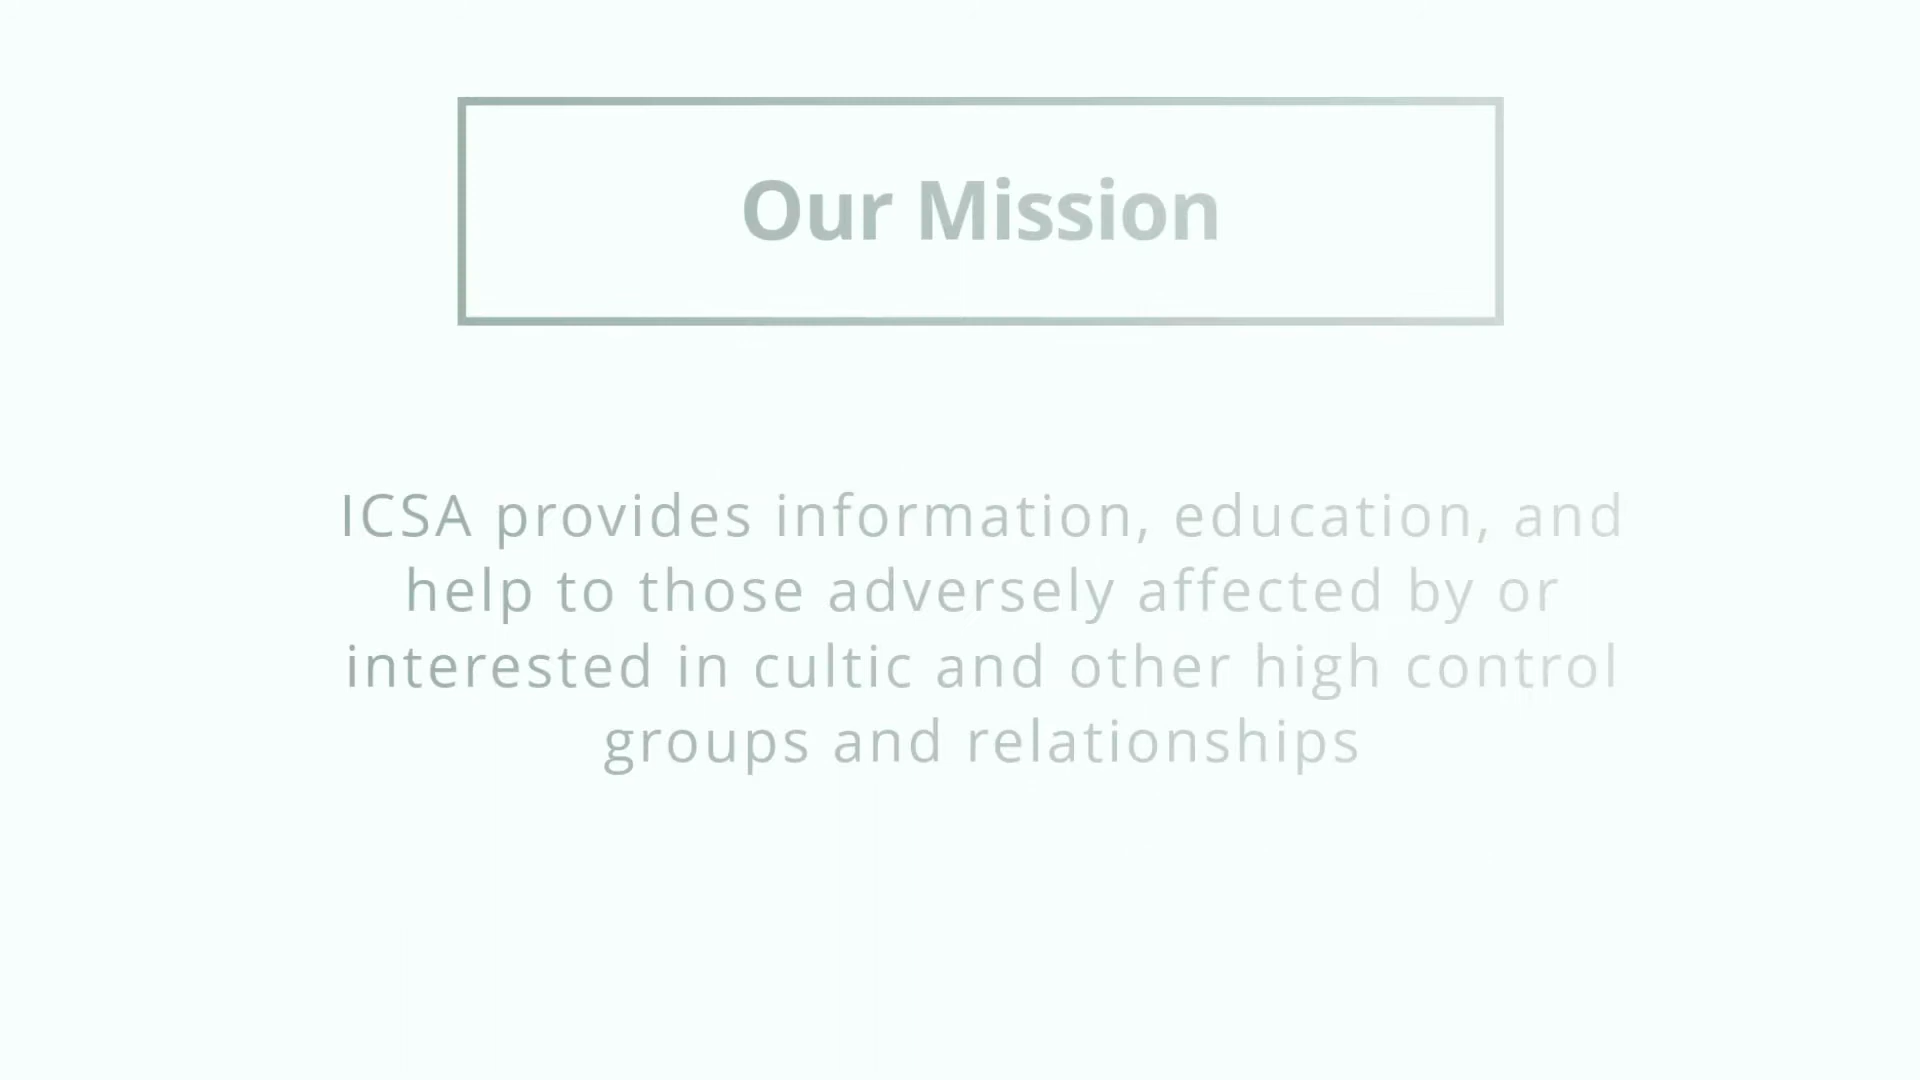 Our Mission
ICSA provides information, education, and
help to those adversely affected by or
interested in cultic and other high control
groups and relationships